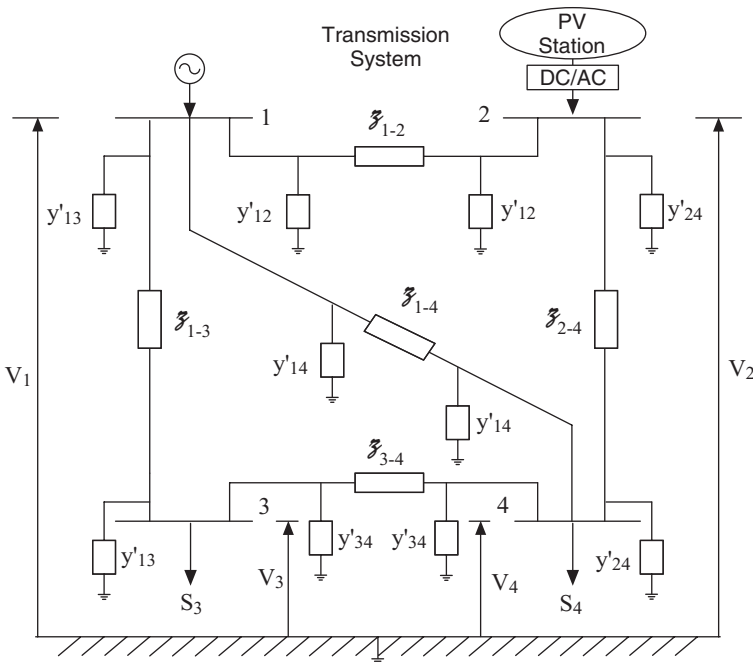 Transmission
System
PV
Station
DC/AC
1
2
z₁₋₂
y'₁₃
y'₁₂
y'₁₂
y'₂₄
z₁₋₃
z₁₋₄
z₂₋₄
V₁
V₂
y'₁₄
y'₁₄
z₃₋₄
3
4
y'₁₃
y'₃₄
y'₃₄
y'₂₄
V₃
V₄
S₃
S₄